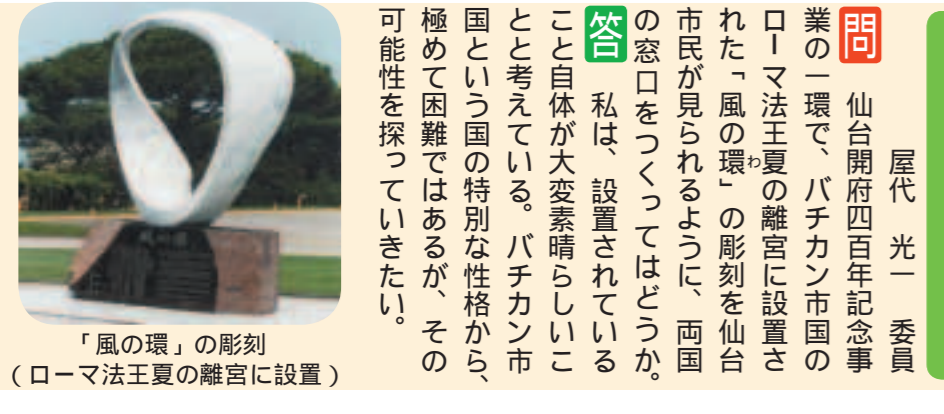 屋代　光一　委員
問　仙台開府四百年記念事
業の一環で、バチカン市国の
ローマ法王夏の離宮に設置さ
れた「風の環わ」の彫刻を仙台
市民が見られるように、両国
の窓口をつくってはどうか。
答　私は、設置されている
こと自体が大変素晴らしいこ
とと考えている。バチカン市
国という国の特別な性格から、
極めて困難ではあるが、その
可能性を探っていきたい。
「風の環」の彫刻
（ローマ法王夏の離宮に設置）